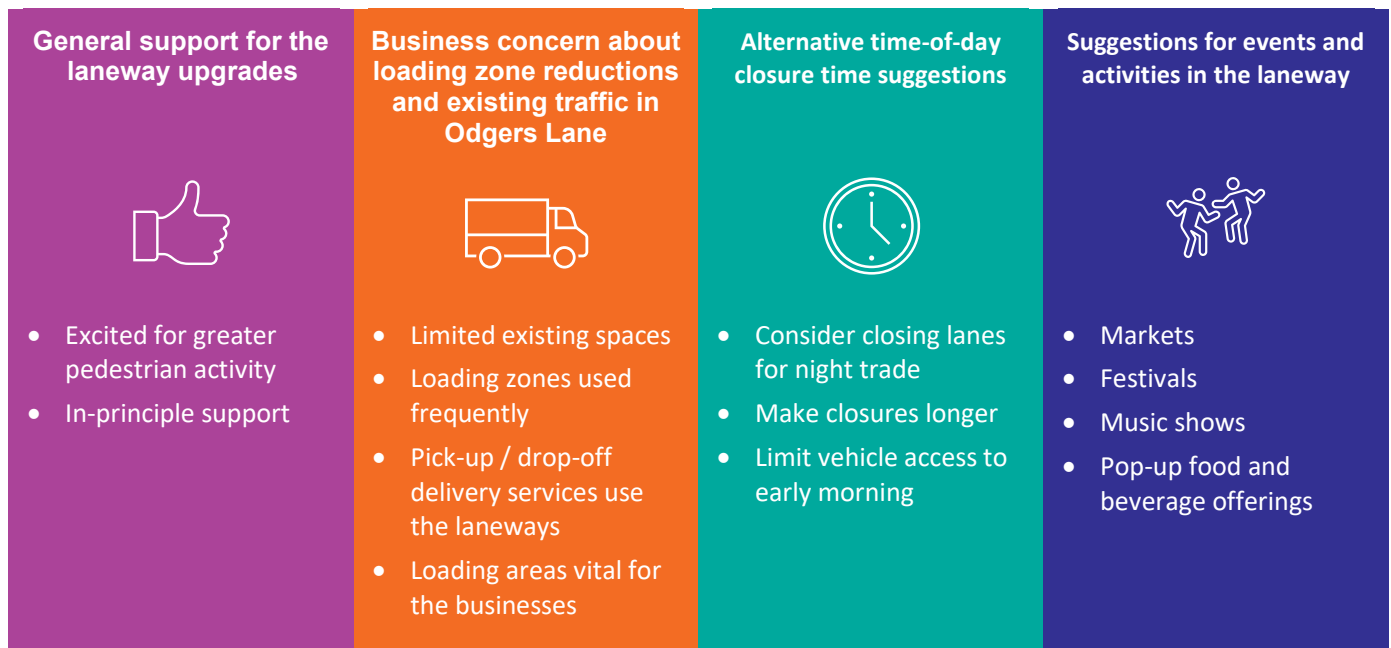 General support for the
laneway upgrades
• Excited for greater
pedestrian activity
• In-principle support
Business concern about
loading zone reductions
and existing traffic in
Odgers Lane
• Limited existing spaces
• Loading zones used
frequently
• Pick-up / drop-off
delivery services use
the laneways
• Loading areas vital for
the businesses
Alternative time-of-day
closure time suggestions
• Consider closing lanes
for night trade
• Make closures longer
• Limit vehicle access to
early morning
Suggestions for events and
activities in the laneway
• Markets
• Festivals
• Music shows
• Pop-up food and
beverage offerings